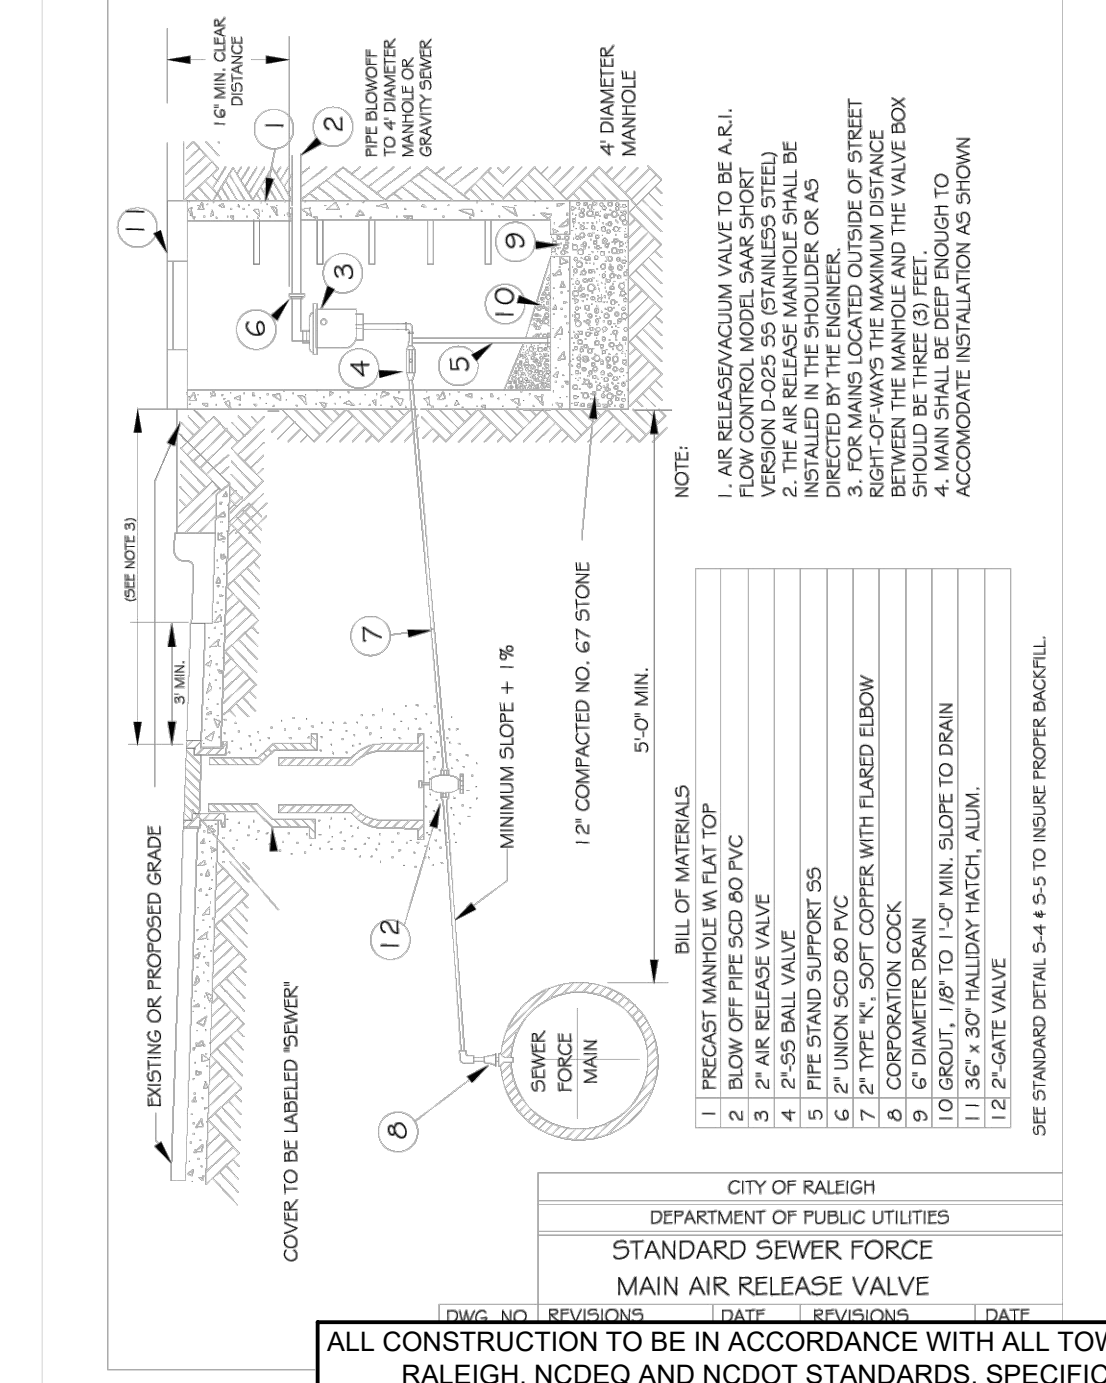 16" MIN. CLEAR
DISTANCE
1
2
PIPE BLOWOFF
TO 4' DIAMETER
MANHOLE OR
GRAVITY SEWER
4' DIAMETER
MANHOLE
11
3
6
4
5
9
10
(SEE NOTE 3)
3' MIN.
7
MINIMUM SLOPE + 1%
12" COMPACTED NO. 67 STONE
5'-0" MIN.
EXISTING OR PROPOSED GRADE
COVER TO BE LABELED "SEWER"
12
8
SEWER
FORCE
MAIN
NOTE:
1. AIR RELEASE/VACUUM VALVE TO BE A.R.I.
FLOW CONTROL MODEL SAAR SHORT
VERSION D-025 SS (STAINLESS STEEL)
2. THE AIR RELEASE MANHOLE SHALL BE
INSTALLED IN THE SHOULDER OR AS
DIRECTED BY THE ENGINEER.
3. FOR MAINS LOCATED OUTSIDE OF STREET
RIGHT-OF-WAYS THE MAXIMUM DISTANCE
BETWEEN THE MANHOLE AND THE VALVE BOX
SHOULD BE THREE (3) FEET.
4. MAIN SHALL BE DEEP ENOUGH TO
ACCOMODATE INSTALLATION AS SHOWN
BILL OF MATERIALS
1 PRECAST MANHOLE W/ FLAT TOP
2 BLOW OFF PIPE SCD 80 PVC
3 2" AIR RELEASE VALVE
4 2"-SS BALL VALVE
5 PIPE STAND SUPPORT SS
6 2" UNION SCD 80 PVC
7 2" TYPE "K", SOFT COPPER WITH FLARED ELBOW
8 CORPORATION COCK
9 6" DIAMETER DRAIN
10 GROUT, 1/8" TO 1'-0" MIN. SLOPE TO DRAIN
11 36" x 30" HALLIDAY HATCH, ALUM.
12 2"-GATE VALVE
SEE STANDARD DETAIL S-4 & S-5 TO INSURE PROPER BACKFILL.
CITY OF RALEIGH
DEPARTMENT OF PUBLIC UTILITIES
STANDARD SEWER FORCE
MAIN AIR RELEASE VALVE
DWG. NO. REVISIONS DATE REVISIONS DATE
ALL CONSTRUCTION TO BE IN ACCORDANCE WITH ALL TOW
RALEIGH, NCDEQ AND NCDOT STANDARDS, SPECIFIC